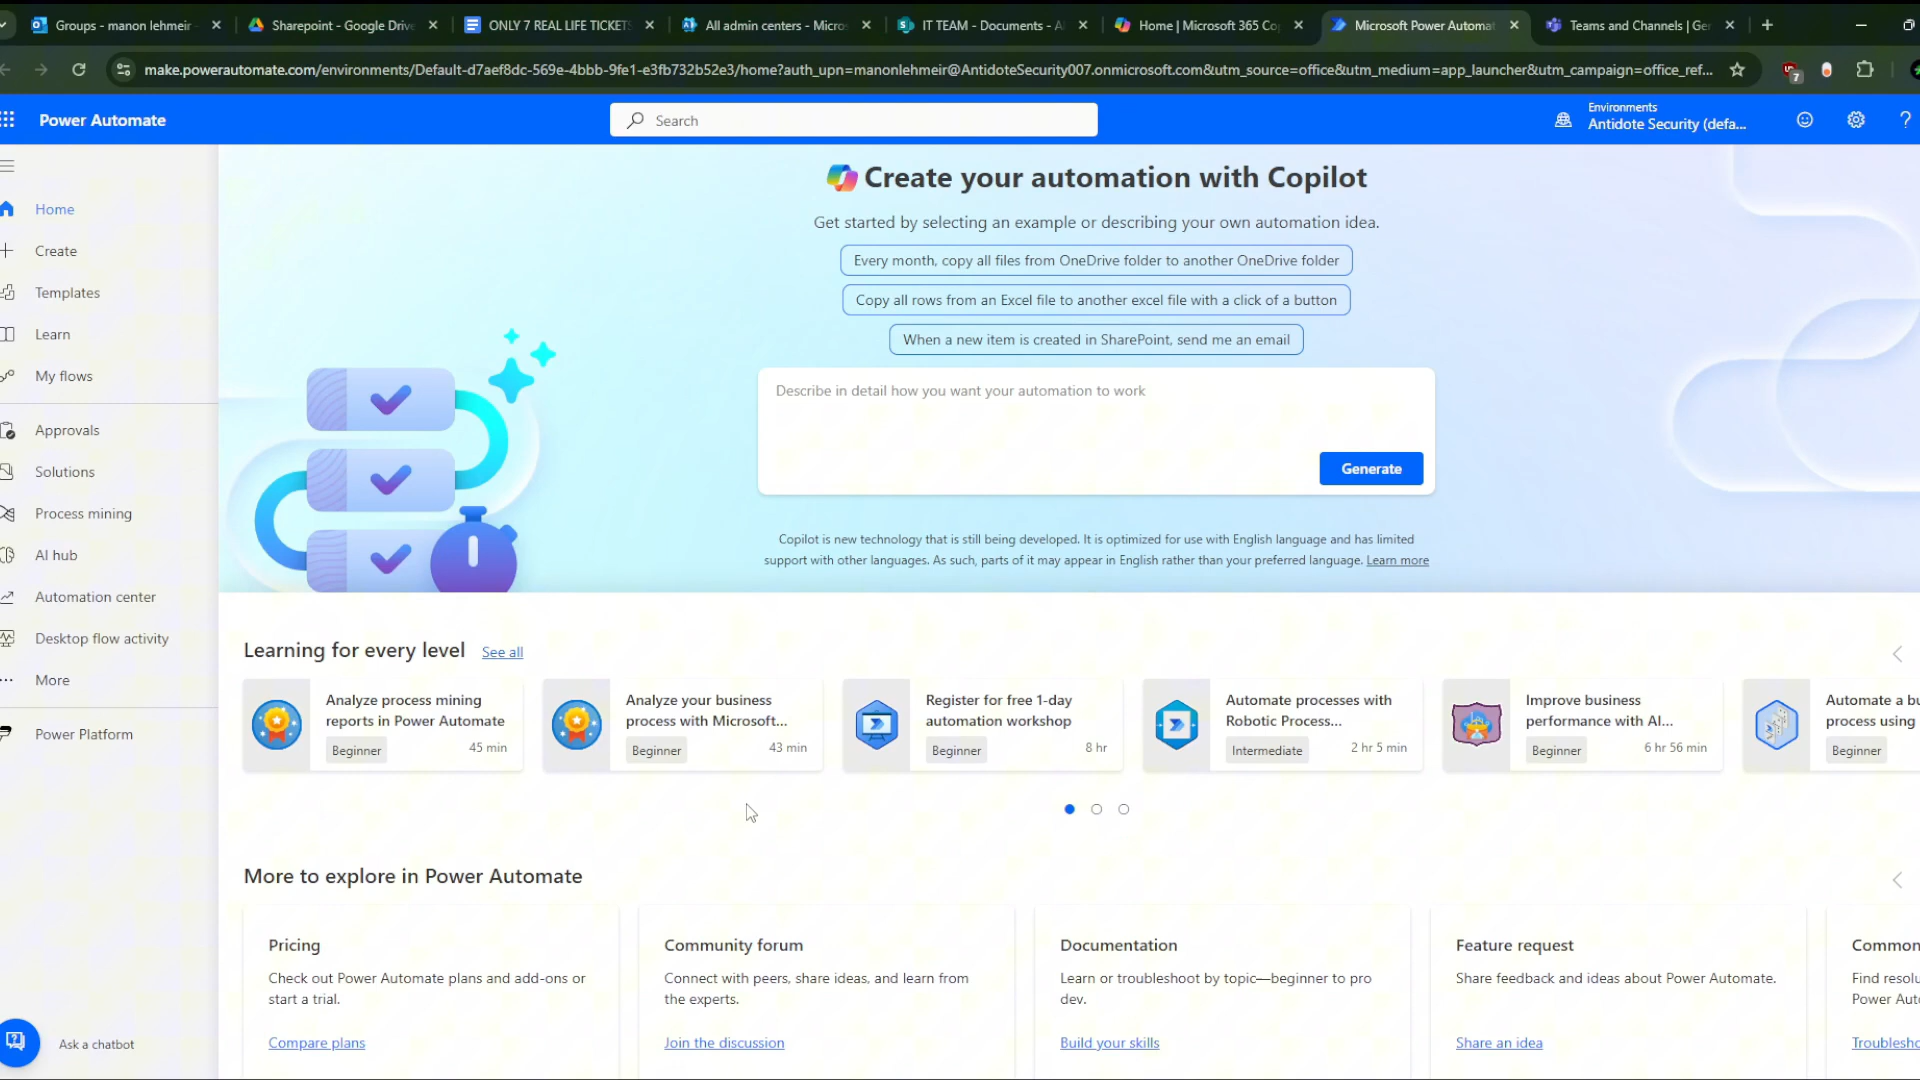 Groups - manon lehmeir -
Sharepoint - Google Drive
ONLY 7 REAL LIFE TICKETS
All admin centers - Micros
IT TEAM - Documents - A
Home | Microsoft 365 Co
Microsoft Power Automat
Teams and Channels | Ger
make.powerautomate.com/environments/Default-d7aef8dc-569e-4bbb-9fe1-e3fb732b52e3/home?auth_upn=manonlehmeir@AntidoteSecurity007.onmicrosoft.com&utm_source=office&utm_medium=app_launcher&utm_campaign=office_ref...
7
Power Automate
Search
Environments
Antidote Security (defa...
Home
Create
Templates
Learn
My flows
Approvals
Solutions
Process mining
AI hub
Automation center
Desktop flow activity
More
Power Platform
Ask a chatbot
Create your automation with Copilot
Get started by selecting an example or describing your own automation idea.
Every month, copy all files from OneDrive folder to another OneDrive folder
Copy all rows from an Excel file to another excel file with a click of a button
When a new item is created in SharePoint, send me an email
Describe in detail how you want your automation to work
Generate
Copilot is new technology that is still being developed. It is optimized for use with English language and has limited
support with other languages. As such, parts of it may appear in English rather than your preferred language. Learn more
Learning for every level See all
Analyze process mining
reports in Power Automate
Beginner 45 min
Analyze your business
process with Microsoft...
Beginner 43 min
Register for free 1-day
automation workshop
Beginner 8 hr
Automate processes with
Robotic Process...
Intermediate 2 hr 5 min
Improve business
performance with AI...
Beginner 6 hr 56 min
Automate a bu
process using
Beginner
More to explore in Power Automate
Pricing
Check out Power Automate plans and add-ons or
start a trial.
Compare plans
Community forum
Connect with peers, share ideas, and learn from
the experts.
Join the discussion
Documentation
Learn or troubleshoot by topic—beginner to pro
dev.
Build your skills
Feature request
Share feedback and ideas about Power Automate.
Share an idea
Common
Find resolu
Power Auto
Troublesho